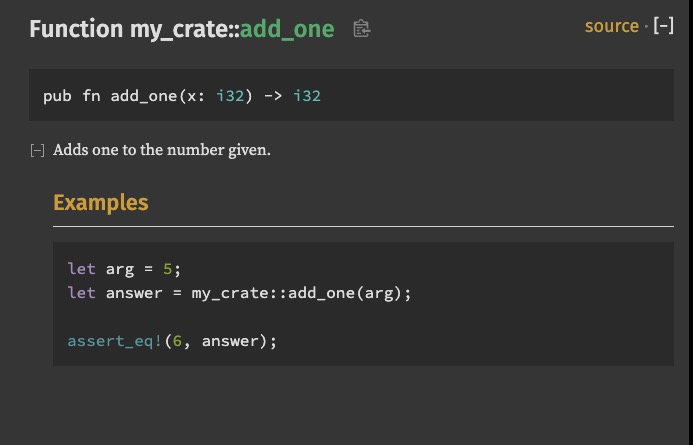 Function my_crate::add_one
source · [−]
pub fn add_one(x: i32) -> i32
[−] Adds one to the number given.
Examples
let arg = 5;
let answer = my_crate::add_one(arg);
assert_eq!(6, answer);